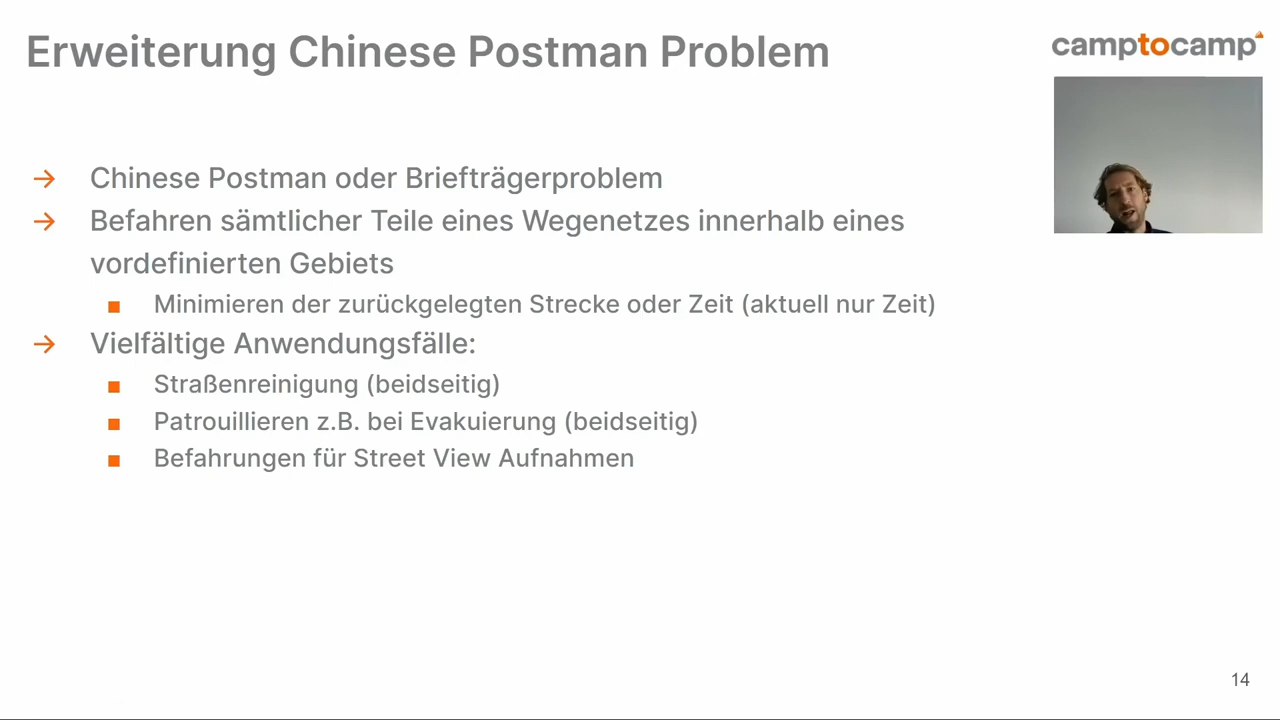 Erweiterung Chinese Postman Problem
camptocamp
→ Chinese Postman oder Briefträgerproblem
→ Befahren sämtlicher Teile eines Wegenetzes innerhalb eines
vordefinierten Gebiets
■ Minimieren der zurückgelegten Strecke oder Zeit (aktuell nur Zeit)
→ Vielfältige Anwendungsfälle:
■ Straßenreinigung (beidseitig)
■ Patrouillieren z.B. bei Evakuierung (beidseitig)
■ Befahrungen für Street View Aufnahmen
14